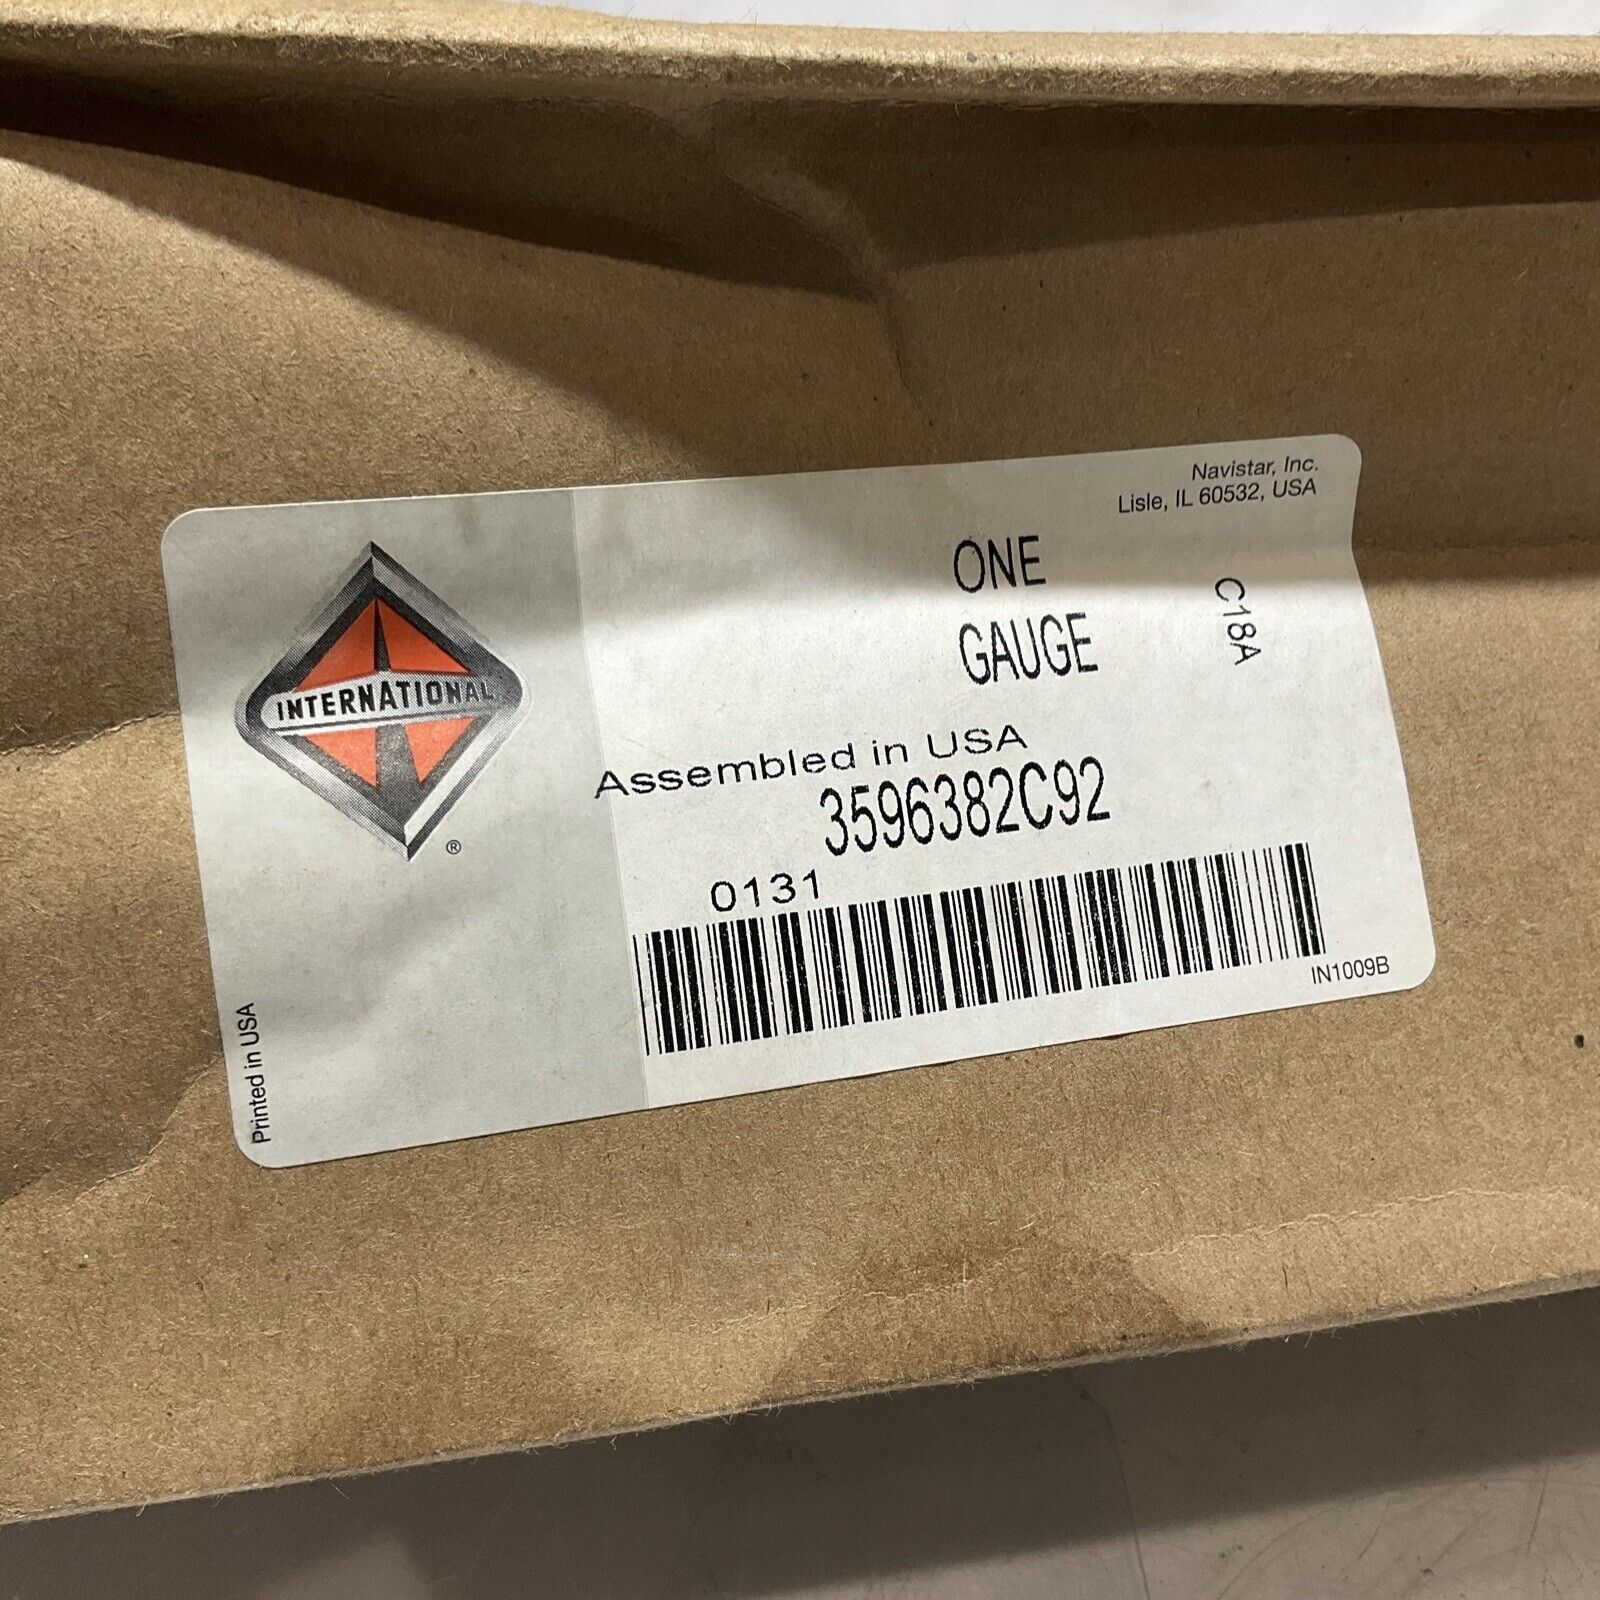 Navistar, Inc.
Lisle, IL 60532, USA
ONE
GAUGE
C18A
INTERNATIONAL
®
Assembled in USA
3596382C92
0131
IN1009B
Printed in USA